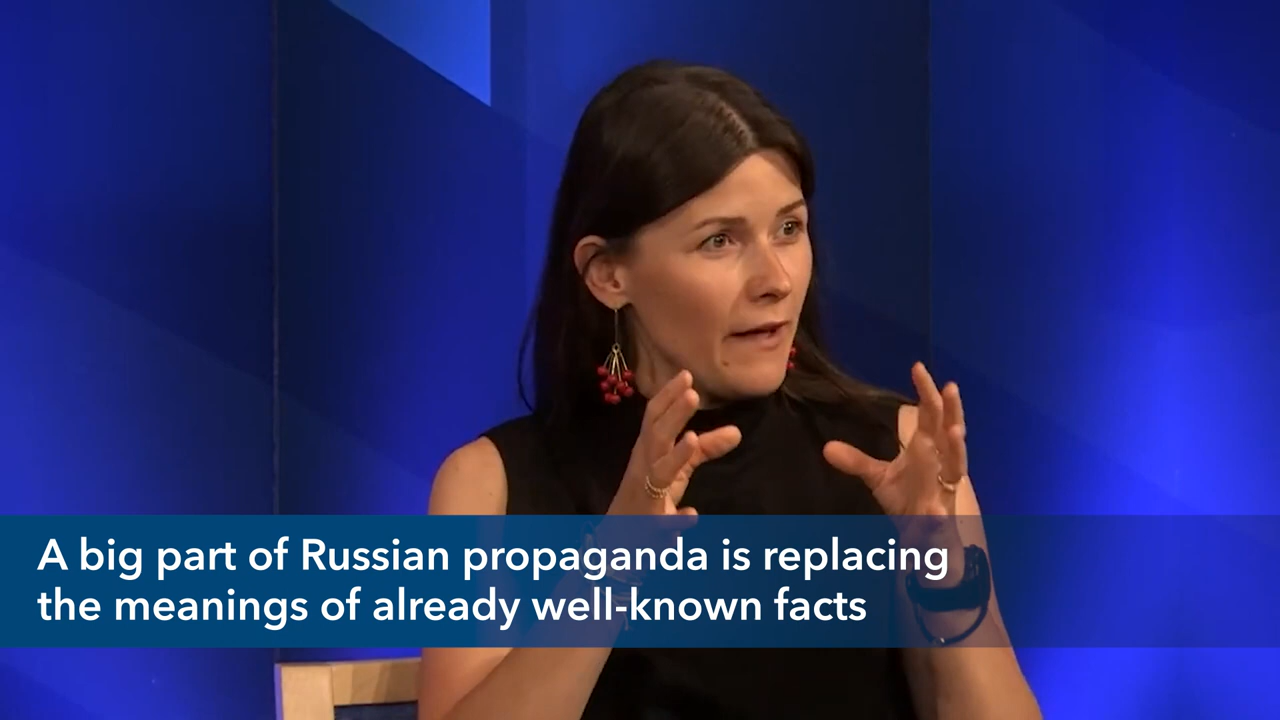 A big part of Russian propaganda is replacing
the meanings of already well-known facts